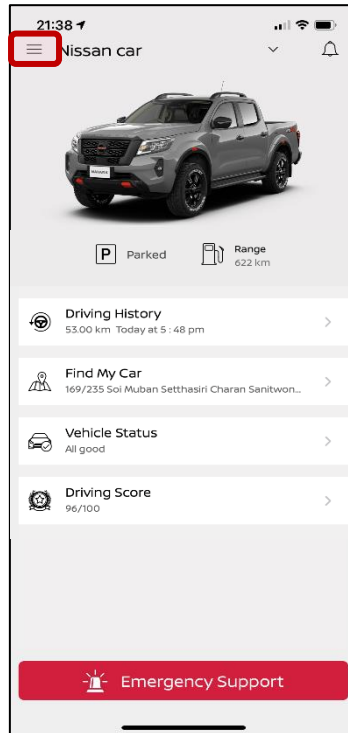 21:38
Nissan car
NAVARA
P Parked
Range
622 km
Driving History
53.00 km Today at 5 : 48 pm
Find My Car
169/235 Soi Muban Setthasiri Charan Sanitwon...
Vehicle Status
All good
Driving Score
96/100
Emergency Support